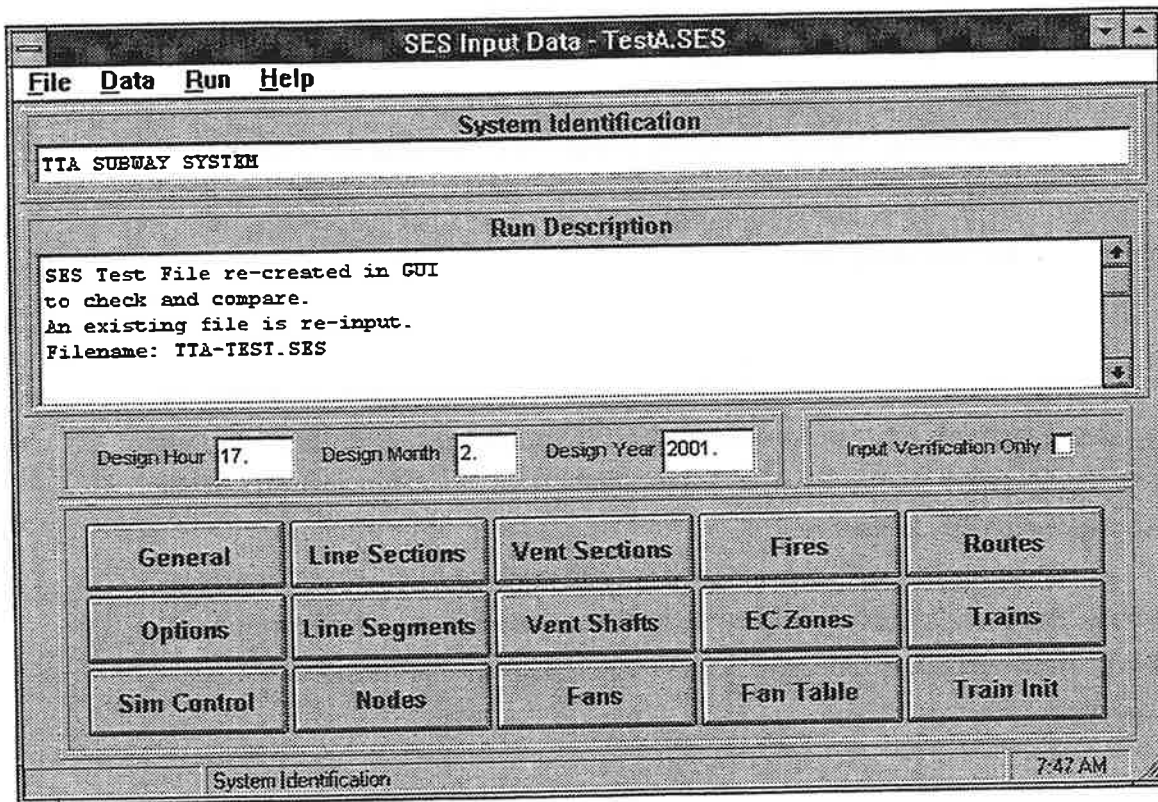 SES Input Data - TestA.SES
File Data Run Help
System Identification
TTA SUBWAY SYSTEM
Run Description
SES Test File re-created in GUI
to check and compare.
An existing file is re-input.
Filename: TTA-TEST.SES
Design Hour 17. Design Month 2. Design Year 2001. Input Verification Only
General Line Sections Vent Sections Fires Routes
Options Line Segments Vent Shafts EC Zones Trains
Sim Control Nodes Fans Fan Table Train Init
System Identification 7:47 AM